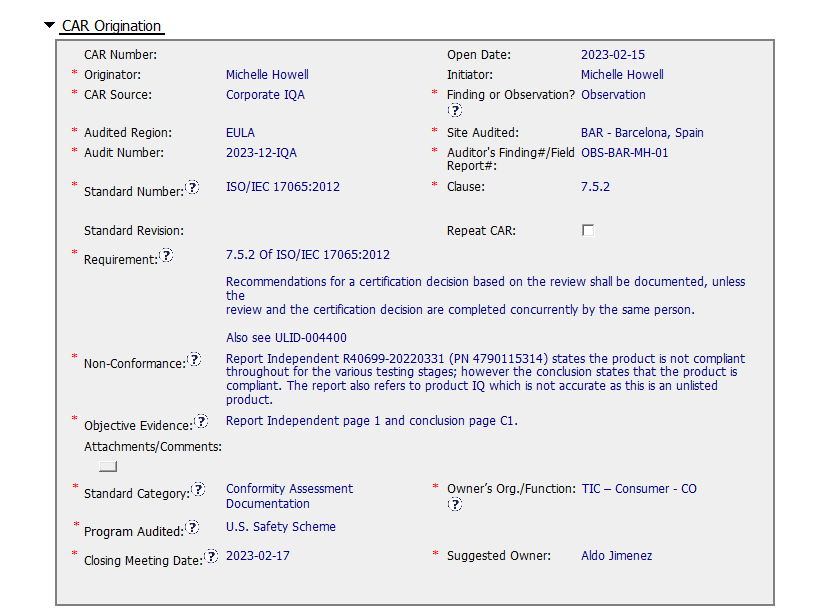 CAR Origination
CAR Number: Open Date: 2023-02-15
* Originator: Michelle Howell Initiator: Michelle Howell
* CAR Source: Corporate IQA * Finding or Observation? Observation
?
* Audited Region: EULA * Site Audited: BAR - Barcelona, Spain
* Audit Number: 2023-12-IQA * Auditor's Finding#/Field OBS-BAR-MH-01
Report#:
* Standard Number: ? ISO/IEC 17065:2012 * Clause: 7.5.2
Standard Revision: Repeat CAR:
* Requirement: ? 7.5.2 Of ISO/IEC 17065:2012
Recommendations for a certification decision based on the review shall be documented, unless
the
review and the certification decision are completed concurrently by the same person.
Also see ULID-004400
* Non-Conformance: ? Report Independent R40699-20220331 (PN 4790115314) states the product is not compliant
throughout for the various testing stages; however the conclusion states that the product is
compliant. The report also refers to product IQ which is not accurate as this is an unlisted
product.
* Objective Evidence: ? Report Independent page 1 and conclusion page C1.
Attachments/Comments:
* Standard Category: ? Conformity Assessment * Owner's Org./Function: TIC – Consumer - CO
Documentation ?
* Program Audited: ? U.S. Safety Scheme
* Closing Meeting Date: ? 2023-02-17 * Suggested Owner: Aldo Jimenez